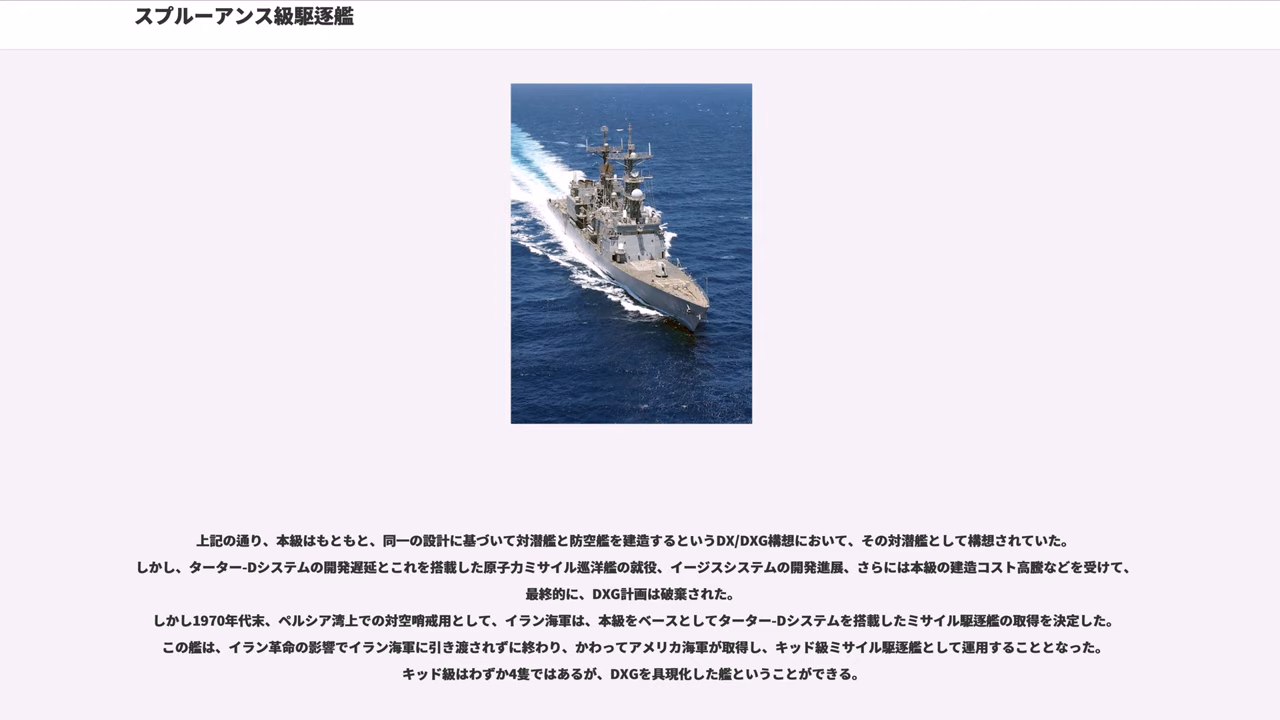 スプルーアンス級駆逐艦
上記の通り、本級はもともと、同一の設計に基づいて対潜艦と防空艦を建造するというDX/DXG構想において、その対潜艦として構想されていた。
しかし、ターター-Dシステムの開発遅延とこれを搭載した原子力ミサイル巡洋艦の就役、イージスシステムの開発進展、さらには本級の建造コスト高騰などを受けて、
最終的に、DXG計画は破棄された。
しかし1970年代末、ペルシア湾上での対空哨戒用として、イラン海軍は、本級をベースとしてターター-Dシステムを搭載したミサイル駆逐艦の取得を決定した。
この艦は、イラン革命の影響でイラン海軍に引き渡されずに終わり、かわってアメリカ海軍が取得し、キッド級ミサイル駆逐艦として運用することとなった。
キッド級はわずか4隻ではあるが、DXGを具現化した艦ということができる。